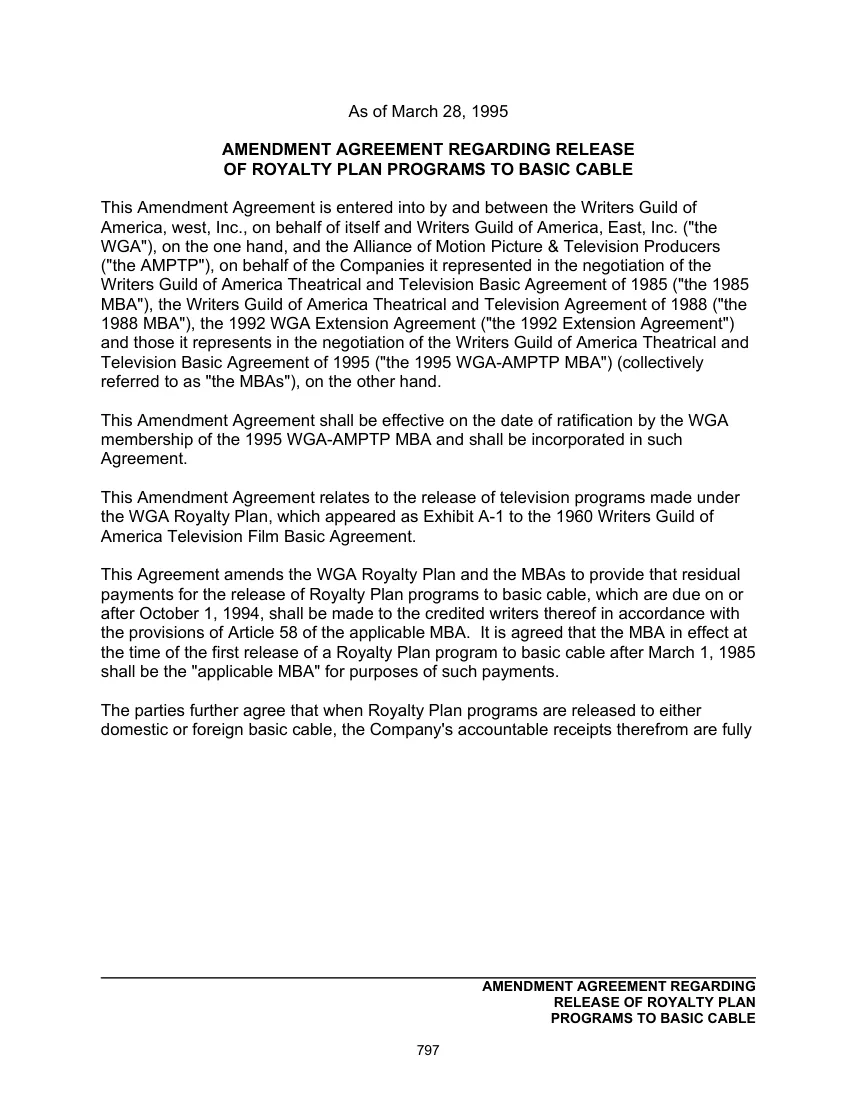 As of March 28, 1995
AMENDMENT AGREEMENT REGARDING RELEASE
OF ROYALTY PLAN PROGRAMS TO BASIC CABLE
This Amendment Agreement is entered into by and between the Writers Guild of
America, west, Inc., on behalf of itself and Writers Guild of America, East, Inc. ("the
WGA"), on the one hand, and the Alliance of Motion Picture & Television Producers
("the AMPTP"), on behalf of the Companies it represented in the negotiation of the
Writers Guild of America Theatrical and Television Basic Agreement of 1985 ("the 1985
MBA"), the Writers Guild of America Theatrical and Television Agreement of 1988 ("the
1988 MBA"), the 1992 WGA Extension Agreement ("the 1992 Extension Agreement")
and those it represents in the negotiation of the Writers Guild of America Theatrical and
Television Basic Agreement of 1995 ("the 1995 WGA-AMPTP MBA") (collectively
referred to as "the MBAs"), on the other hand.
This Amendment Agreement shall be effective on the date of ratification by the WGA
membership of the 1995 WGA-AMPTP MBA and shall be incorporated in such
Agreement.
This Amendment Agreement relates to the release of television programs made under
the WGA Royalty Plan, which appeared as Exhibit A-1 to the 1960 Writers Guild of
America Television Film Basic Agreement.
This Agreement amends the WGA Royalty Plan and the MBAs to provide that residual
payments for the release of Royalty Plan programs to basic cable, which are due on or
after October 1, 1994, shall be made to the credited writers thereof in accordance with
the provisions of Article 58 of the applicable MBA.  It is agreed that the MBA in effect at
the time of the first release of a Royalty Plan program to basic cable after March 1, 1985
shall be the "applicable MBA" for purposes of such payments.
The parties further agree that when Royalty Plan programs are released to either
domestic or foreign basic cable, the Company's accountable receipts therefrom are fully
AMENDMENT AGREEMENT REGARDING
RELEASE OF ROYALTY PLAN
PROGRAMS TO BASIC CABLE
797